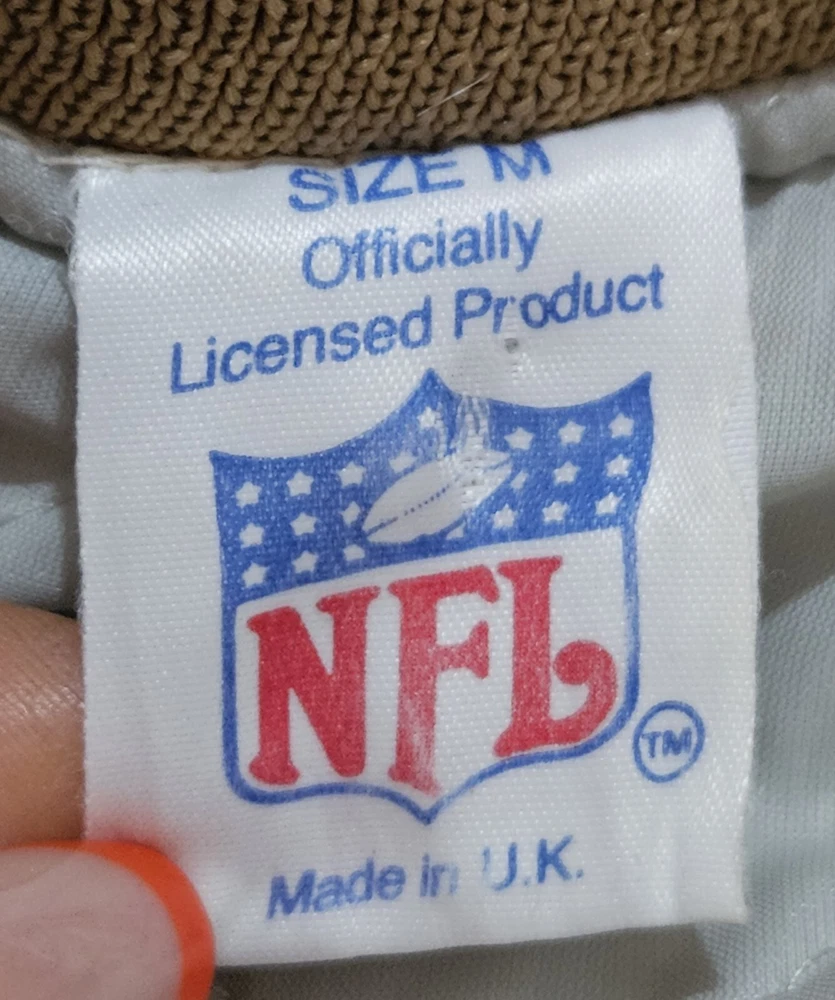 SIZE M
Officially
Licensed Product
NFL
TM
Made in U.K.